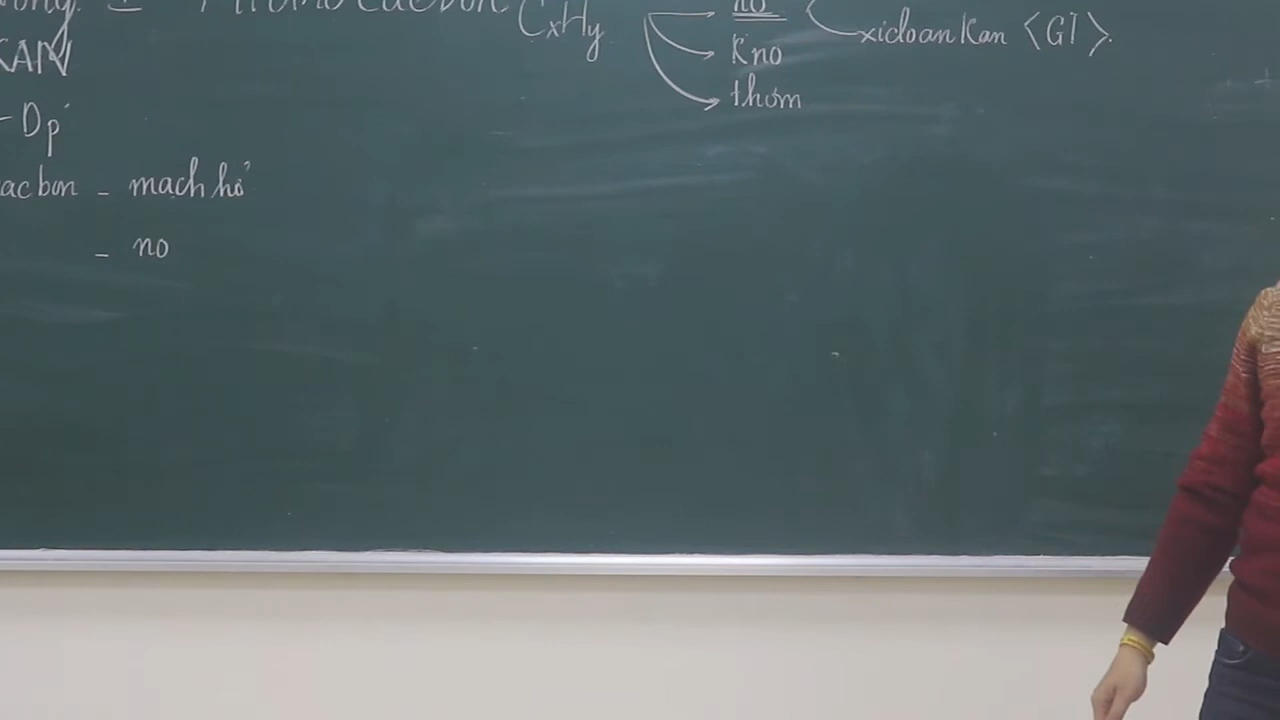 CxHy no
xicloankan <GT>.
KAN
kno
- Dp'
thơm
acbon - mạch hở
- no